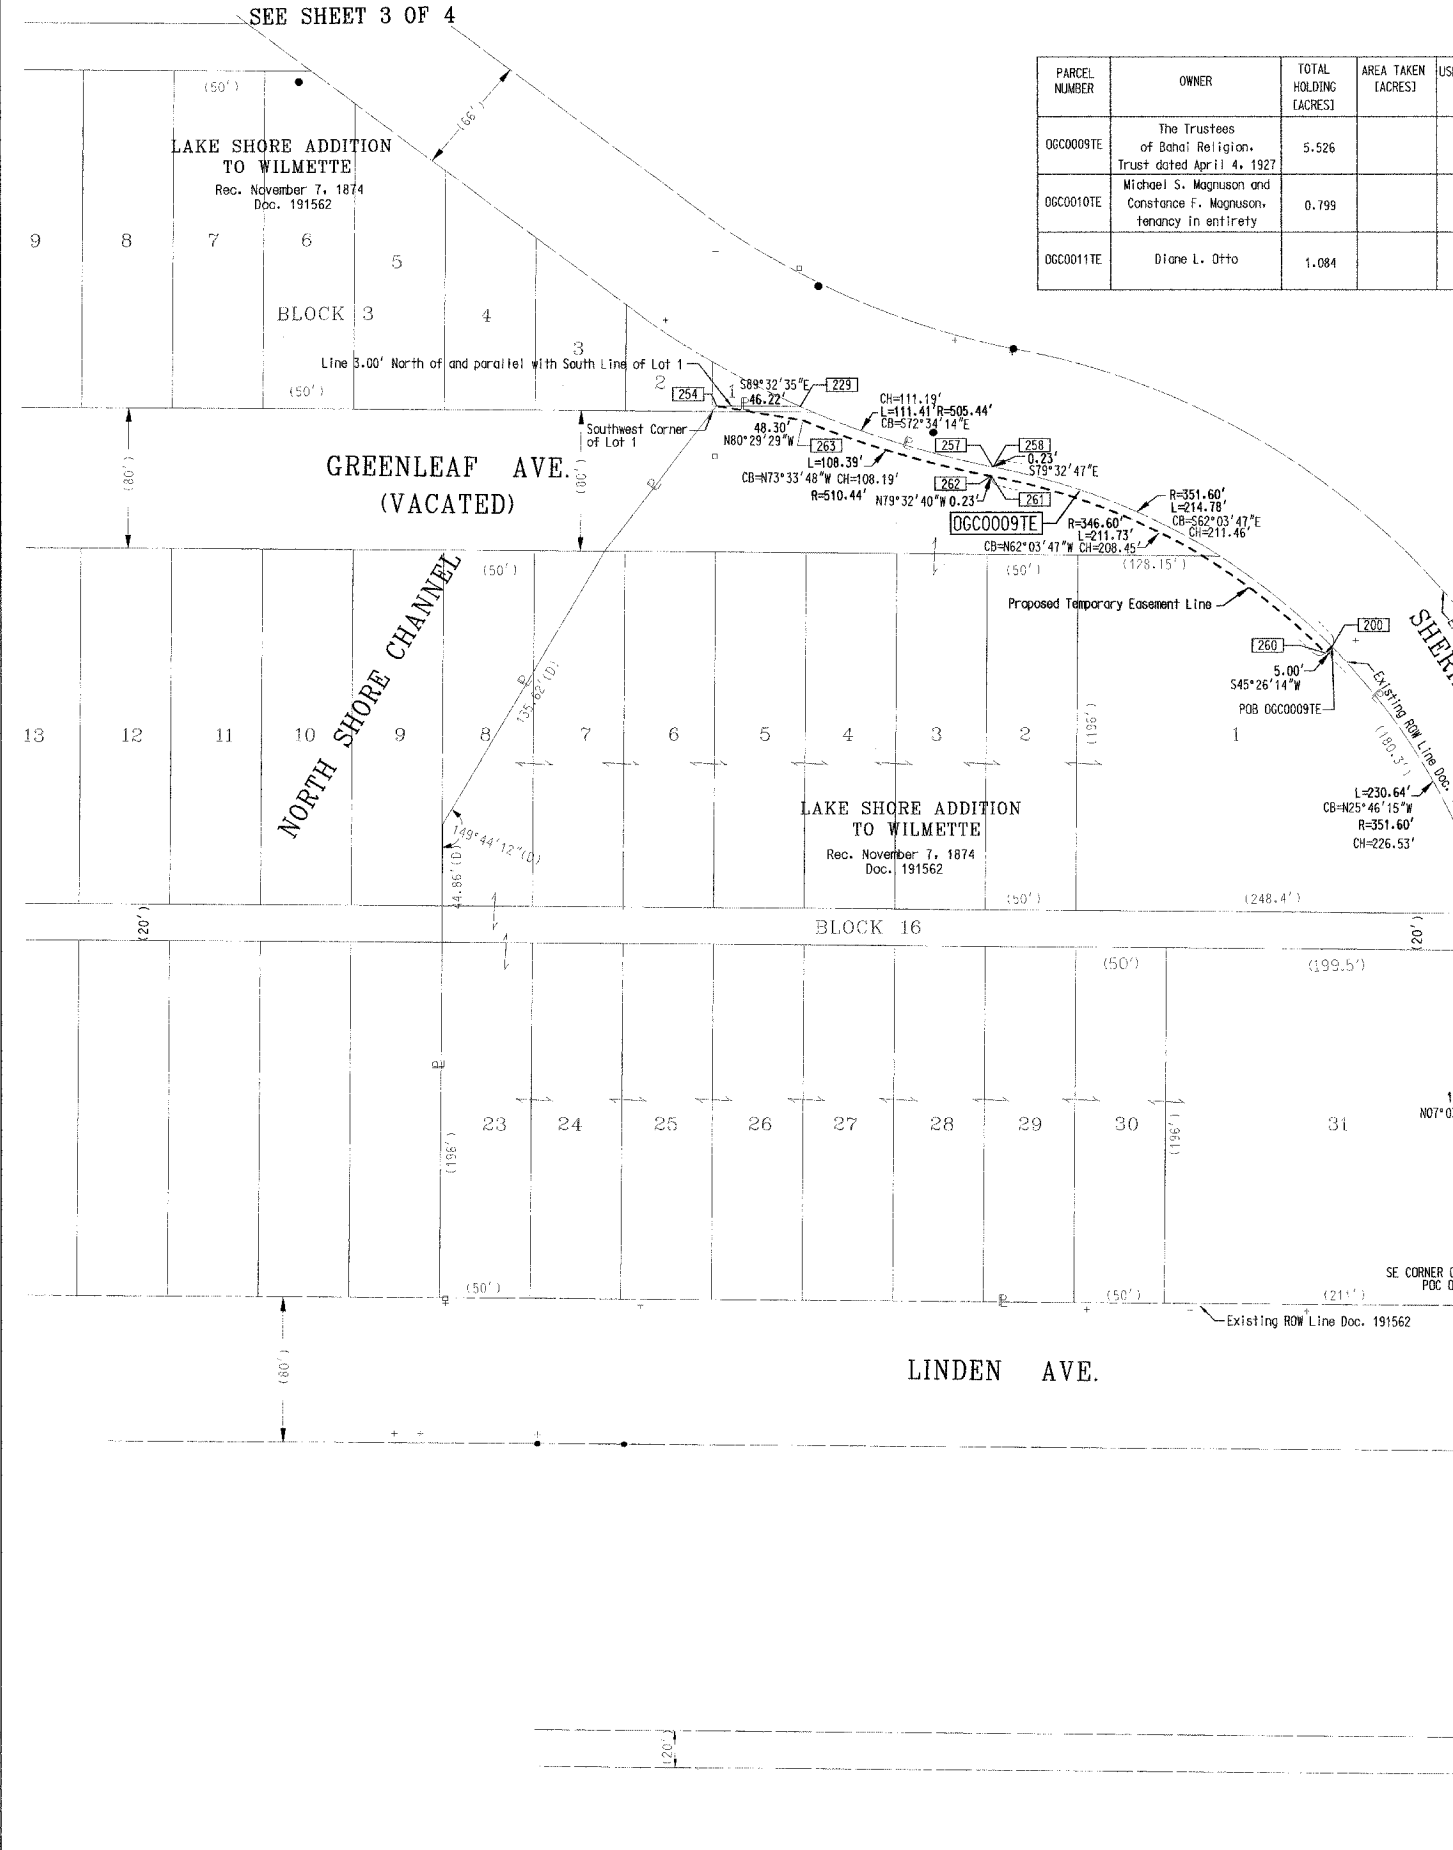 SEE SHEET 3 OF 4
PARCEL NUMBER
OWNER
TOTAL HOLDING [ACRES]
AREA TAKEN [ACRES]
0GC0009TE
The Trustees
of Bahai Religion,
Trust dated April 4, 1927
5.526
0GC0010TE
Michael S. Magnuson and
Constance F. Magnuson,
tenancy in entirety
0.799
0GC0011TE
Diane L. Otto
1.084
(50')
(66')
LAKE SHORE ADDITION
TO WILMETTE
Rec. November 7, 1874
Doc. 191562
9
8
7
6
5
4
3
2
1
BLOCK 3
Line 3.00' North of and parallel with South Line of Lot 1
(50')
254
S89°32'35"E
46.22'
229
CH=111.19'
L=111.41' R=505.44'
CB=S72°34'14"E
Southwest Corner
of Lot 1
48.30'
N80°29'29"W
263
257
258
0.23'
S79°32'47"E
L=108.39'
CB=N73°33'48"W CH=108.19'
R=510.44'
262
N79°32'40"W 0.23'
261
0GC0009TE
R=351.60'
L=214.78'
CB=S62°03'47"E
CH=211.46'
R=346.60'
L=211.73'
CB=N62°03'47"W CH=208.45'
GREENLEAF AVE.
(VACATED)
(80')
(50')
(50')
(128.15')
Proposed Temporary Easement Line
NORTH SHORE CHANNEL
200
260
5.00'
S45°26'14"W
POB 0GC0009TE
Existing ROW Line Doc.
(180.3')
135.62'(D)
13
12
11
10
9
8
7
6
5
4
3
2
(196')
1
L=230.64'
CB=N25°46'15"W
R=351.60'
CH=226.53'
LAKE SHORE ADDITION
TO WILMETTE
Rec. November 7, 1874
Doc. 191562
149°44'12"(D)
44.86'(D)
(50')
(248.4')
(20')
BLOCK 16
(20')
(50')
(199.5')
23
24
25
26
27
28
29
30
31
(196')
(196')
(50')
(50')
SE CORNER
POC
Existing ROW Line Doc. 191562
LINDEN AVE.
(20')